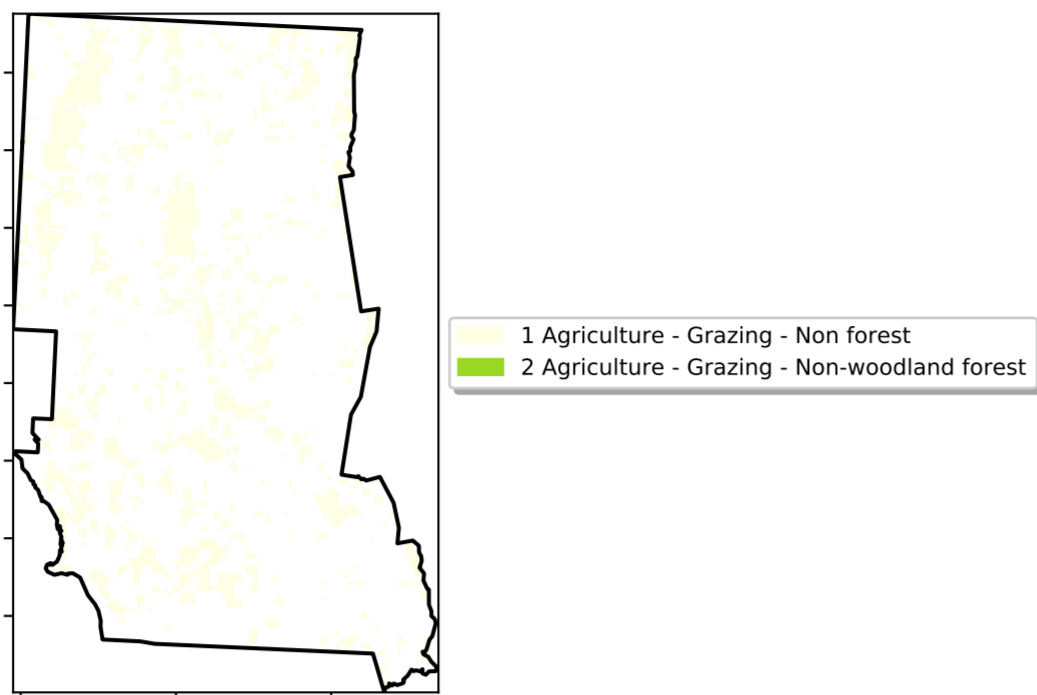 1 Agriculture - Grazing - Non forest
2 Agriculture - Grazing - Non-woodland forest